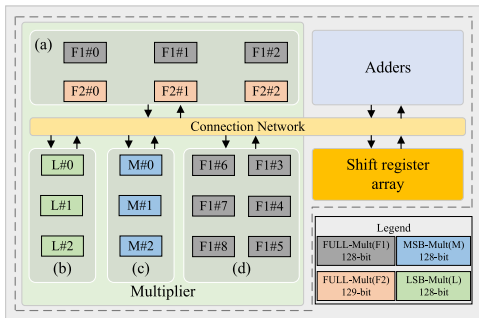 (a)
F1#0 F1#1 F1#2
F2#0 F2#1 F2#2
Adders
Connection Network
L#0 M#0 F1#6 F1#3
L#1 M#1 F1#7 F1#4
L#2 M#2 F1#8 F1#5
(b) (c) (d)
Multiplier
Shift register
array
Legend
FULL-Mult(F1)
128-bit
MSB-Mult(M)
128-bit
FULL-Mult(F2)
129-bit
LSB-Mult(L)
128-bit